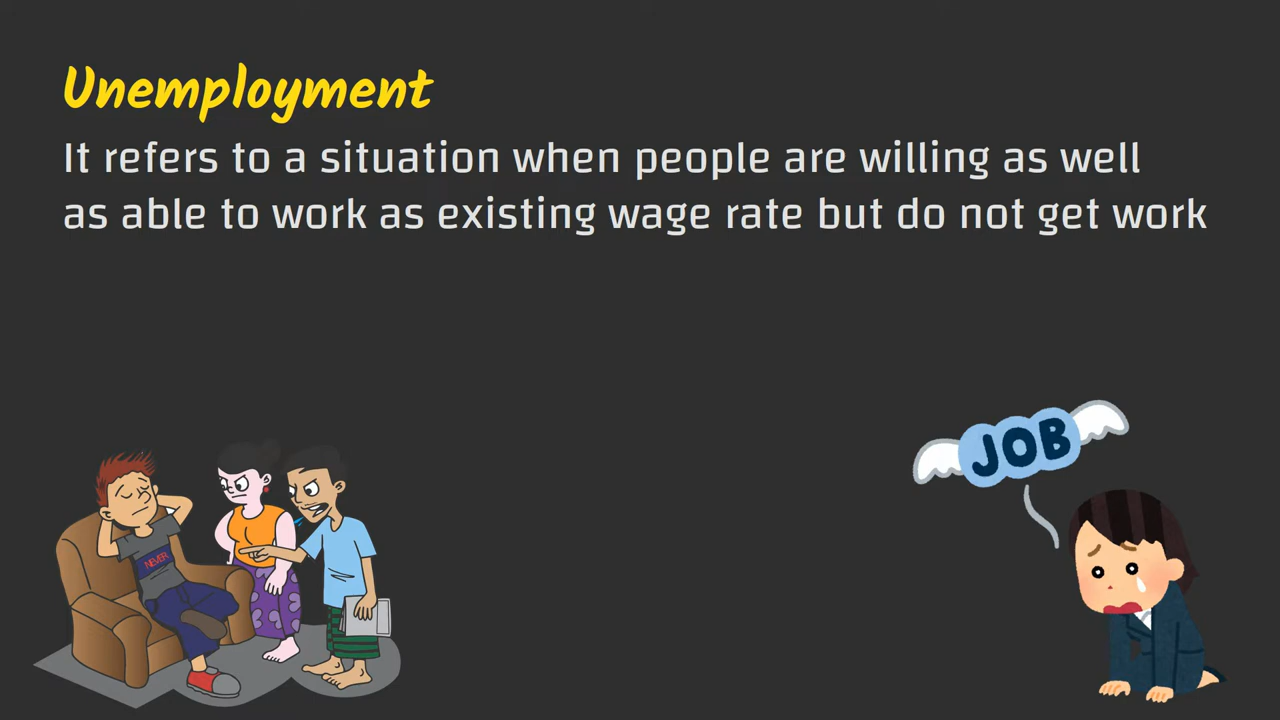 Unemployment
It refers to a situation when people are willing as well
as able to work as existing wage rate but do not get work
JOB
NEVER